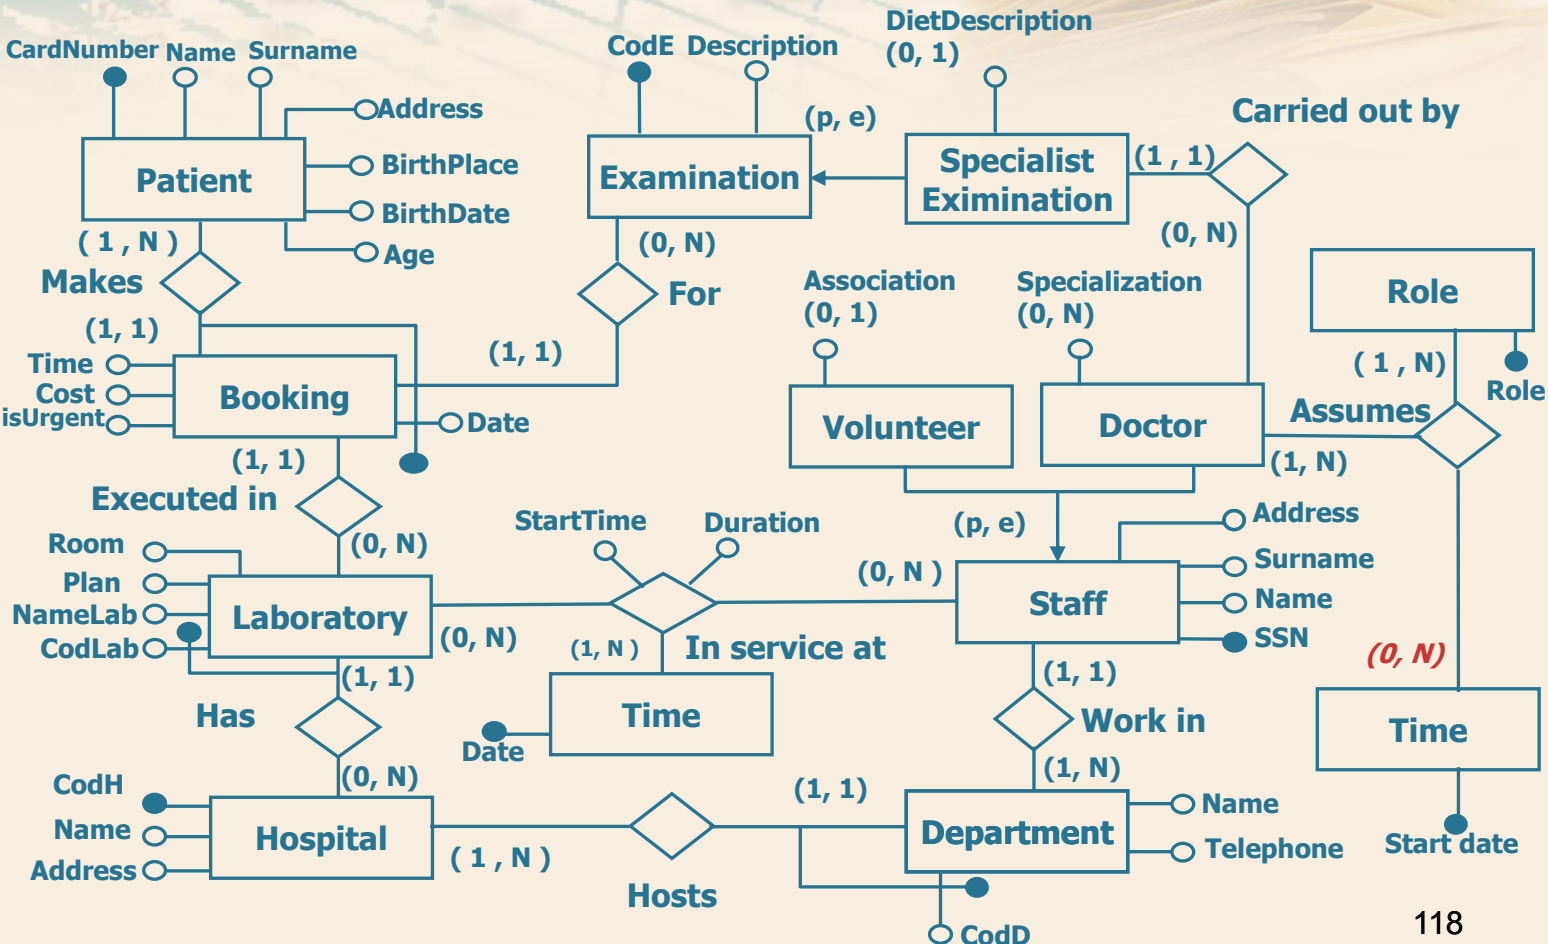 DietDescription
(0, 1)
CardNumber Name Surname
CodE Description
Address
(p, e)
Carried out by
Patient
BirthPlace
BirthDate
Age
Examination
Specialist
Eximination
(1 , 1)
(0, N)
( 1 , N )
Makes
(1, 1)
(0, N)
For
(1, 1)
Association
(0, 1)
Specialization
(0, N)
Role
( 1 , N)
Role
Time
Cost
isUrgent
Booking
Date
Volunteer
Doctor
Assumes
(1, N)
(1, 1)
Executed in
(0, N)
StartTime
Duration
(p, e)
Address
Surname
Name
SSN
Room
Plan
NameLab
CodLab
Laboratory
(0, N)
(0, N )
Staff
(1, N )
In service at
(0, N)
(1, 1)
Has
(0, N)
Time
Date
(1, 1)
Work in
(1, N)
Time
Start date
CodH
Name
Address
Hospital
( 1 , N )
Hosts
(1, 1)
Department
Name
Telephone
CodD
118